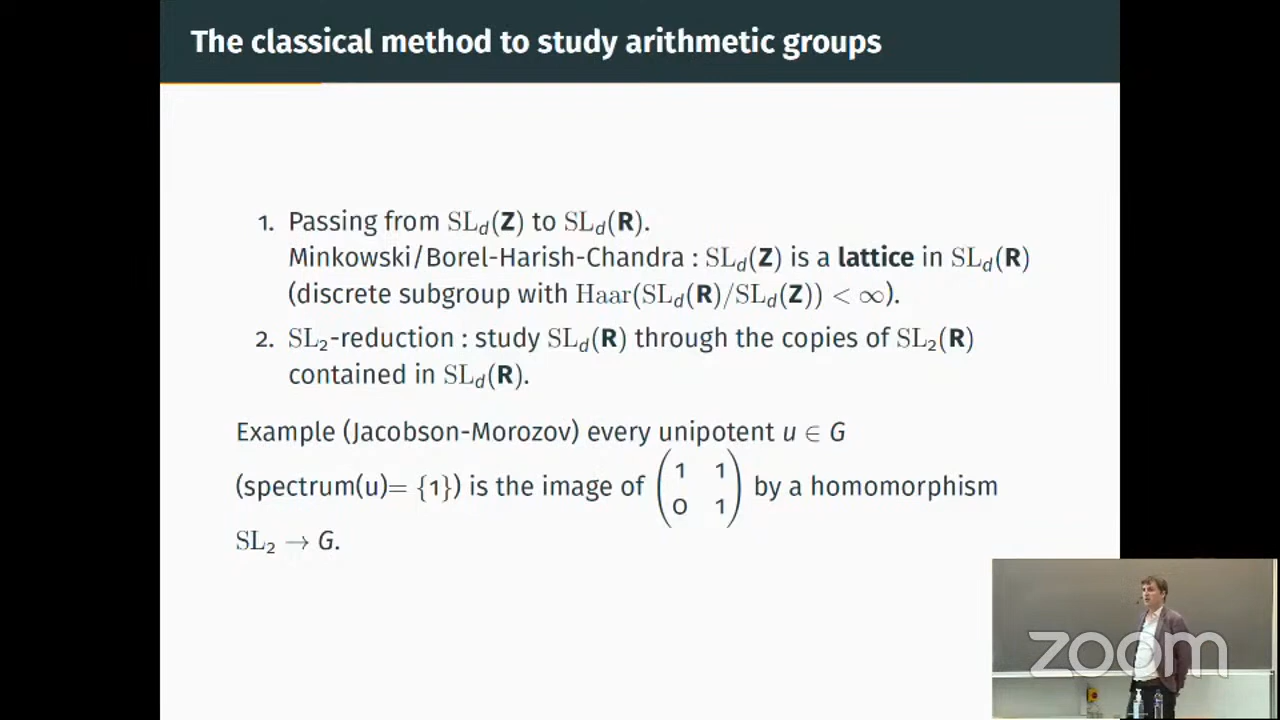 The classical method to study arithmetic groups
1. Passing from SL_d(Z) to SL_d(R).
Minkowski/Borel-Harish-Chandra : SL_d(Z) is a lattice in SL_d(R)
(discrete subgroup with Haar(SL_d(R)/SL_d(Z)) < ∞).
2. SL₂-reduction : study SL_d(R) through the copies of SL₂(R)
contained in SL_d(R).
Example (Jacobson-Morozov) every unipotent u ∈ G
(spectrum(u)= {1}) is the image of (1 1 0 1) by a homomorphism
SL₂ → G.
zoom